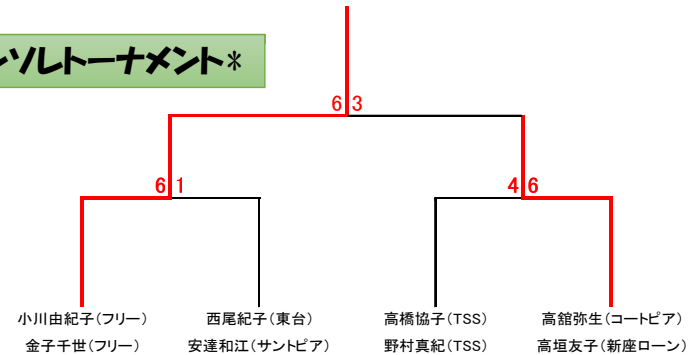 ンソレトーナメント*
6 3
6 1
4 6
小川由紀子(フリー) 西尾紀子(東台) 高橋協子(TSS) 高舘弥生(コートピア)
金子千世(フリー) 安達和江(サントピア) 野村真紀(TSS) 高垣友子(新座ローン)